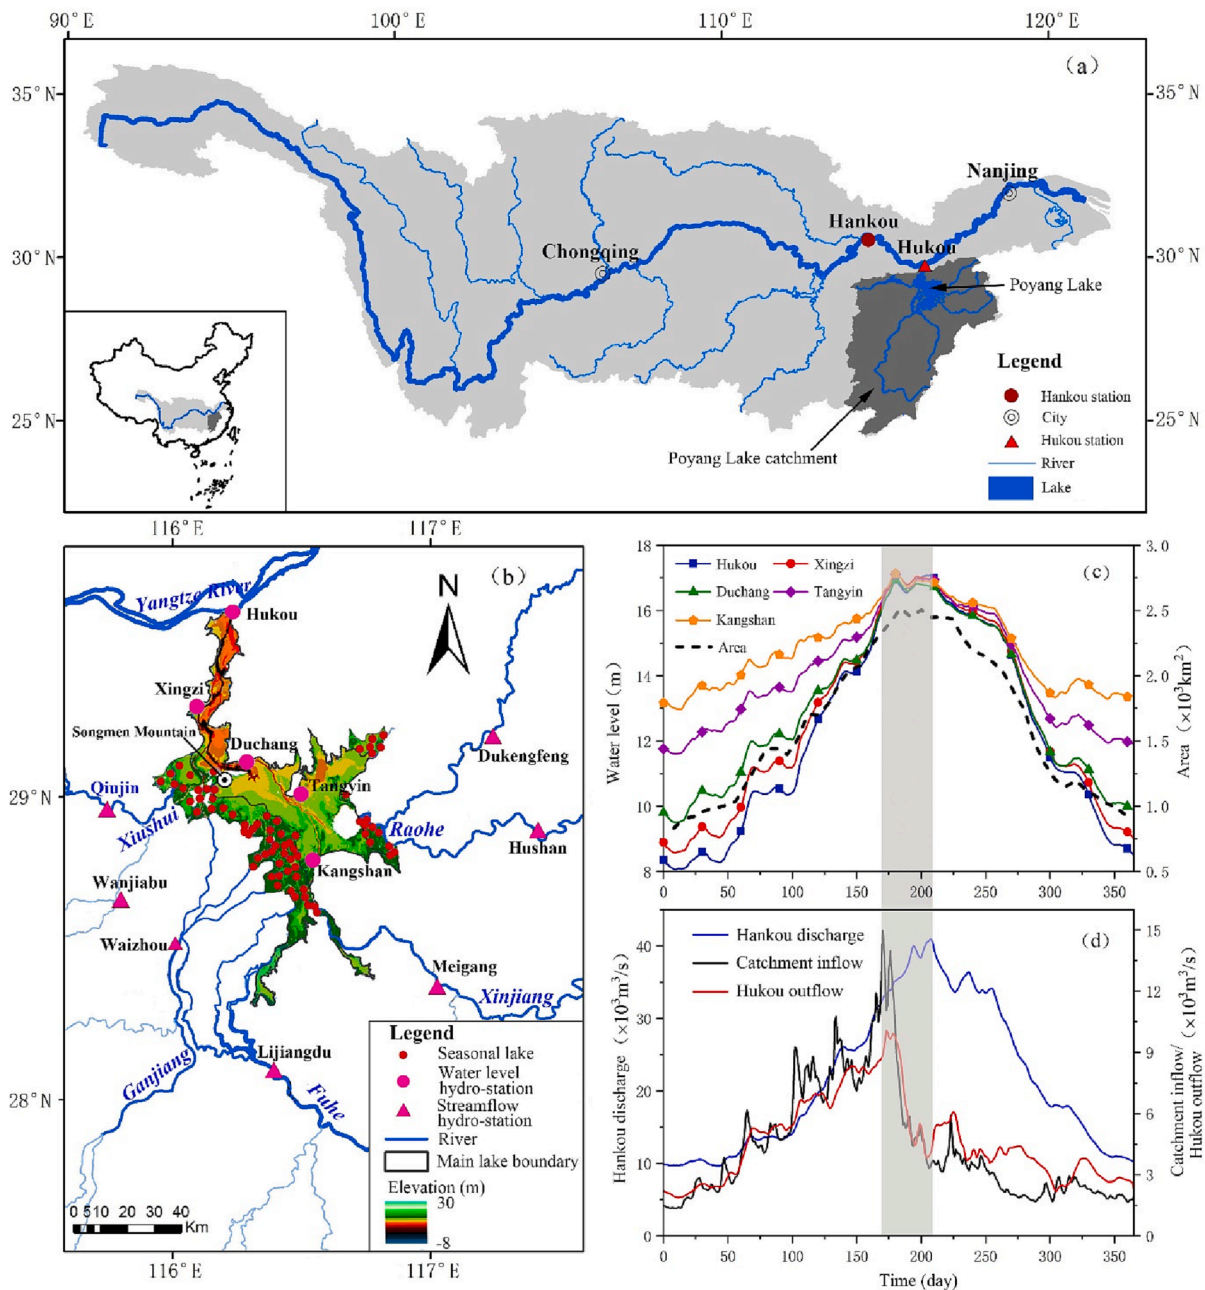 90°E
100°E
110°E
120°E
(a)
35°N
35°N
30°N
30°N
25°N
25°N
Nanjing
Hankou
Hukou
Chongqing
Poyang Lake
Poyang Lake catchment
Legend
Hankou station
City
Hukou station
River
Lake
116°E
117°E
(b)
N
Yangtze River
Hukou
Xingzi
Songmen Mountain
Duchang
Dukengfeng
Tangyin
29°N
Qiujin
Xiushui
Raohe
Hushan
Kangshan
Wanjiabu
Waizhou
Meigang
Xinjiang
Lijiangdu
Ganjiang
Fuhe
28°N
Legend
Seasonal lake
Water level
hydro-station
Streamflow
hydro-station
River
Main lake boundary
Elevation (m)
30
-8
0 5 10 20 30 40
Km
116°E
117°E
(c)
Hukou
Xingzi
Duchang
Tangyin
Kangshan
Area
Water level (m)
18
16
14
12
10
8
Area (×10³km²)
3.0
2.5
2.0
1.5
1.0
0.5
0 50 100 150 200 250 300 350
(d)
Hankou discharge
Catchment inflow
Hukou outflow
Hankou discharge (×10³m³/s)
40
30
20
10
0
Catchment inflow/
Hukou outflow (×10³m³/s)
15
12
9
6
3
0
0 50 100 150 200 250 300 350
Time (day)